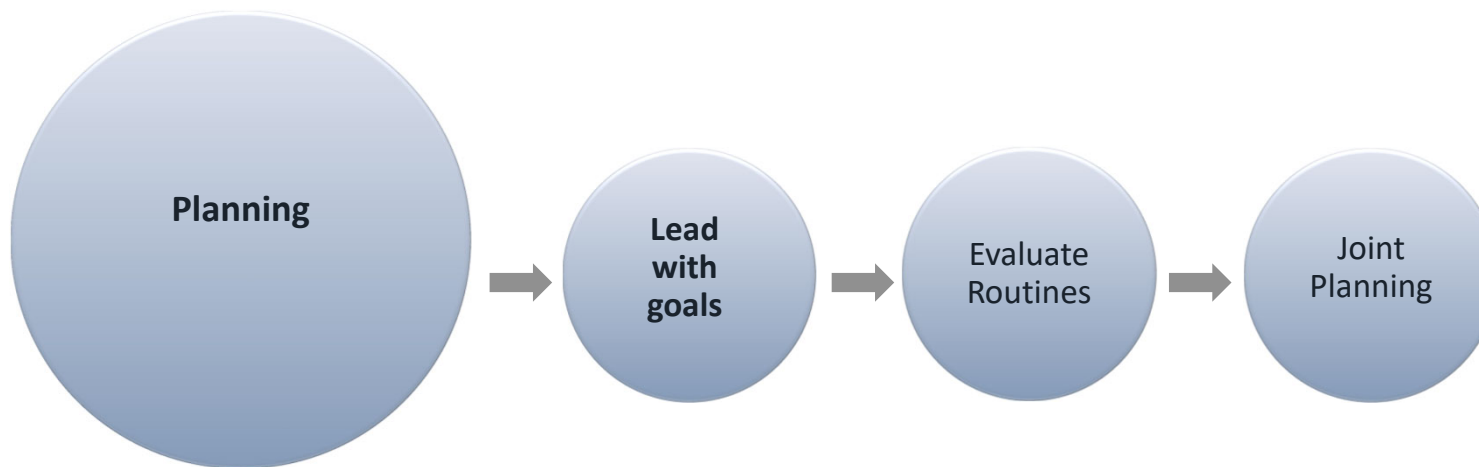 Planning
Lead
with
goals
Evaluate
Routines
Joint
Planning